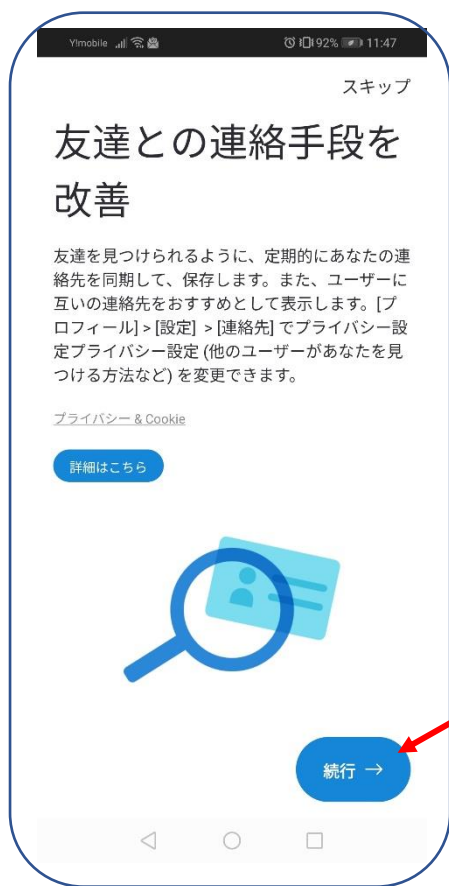 Y!mobile 92% 11:47
スキップ
友達との連絡手段を
改善
友達を見つけられるように、定期的にあなたの連
絡先を同期して、保存します。また、ユーザーに
互いの連絡先をおすすめとして表示します。[プ
ロフィール] > [設定] > [連絡先] でプライバシー設
定プライバシー設定 (他のユーザーがあなたを見
つける方法など) を変更できます。
プライバシー & Cookie
詳細はこちら
続行 →